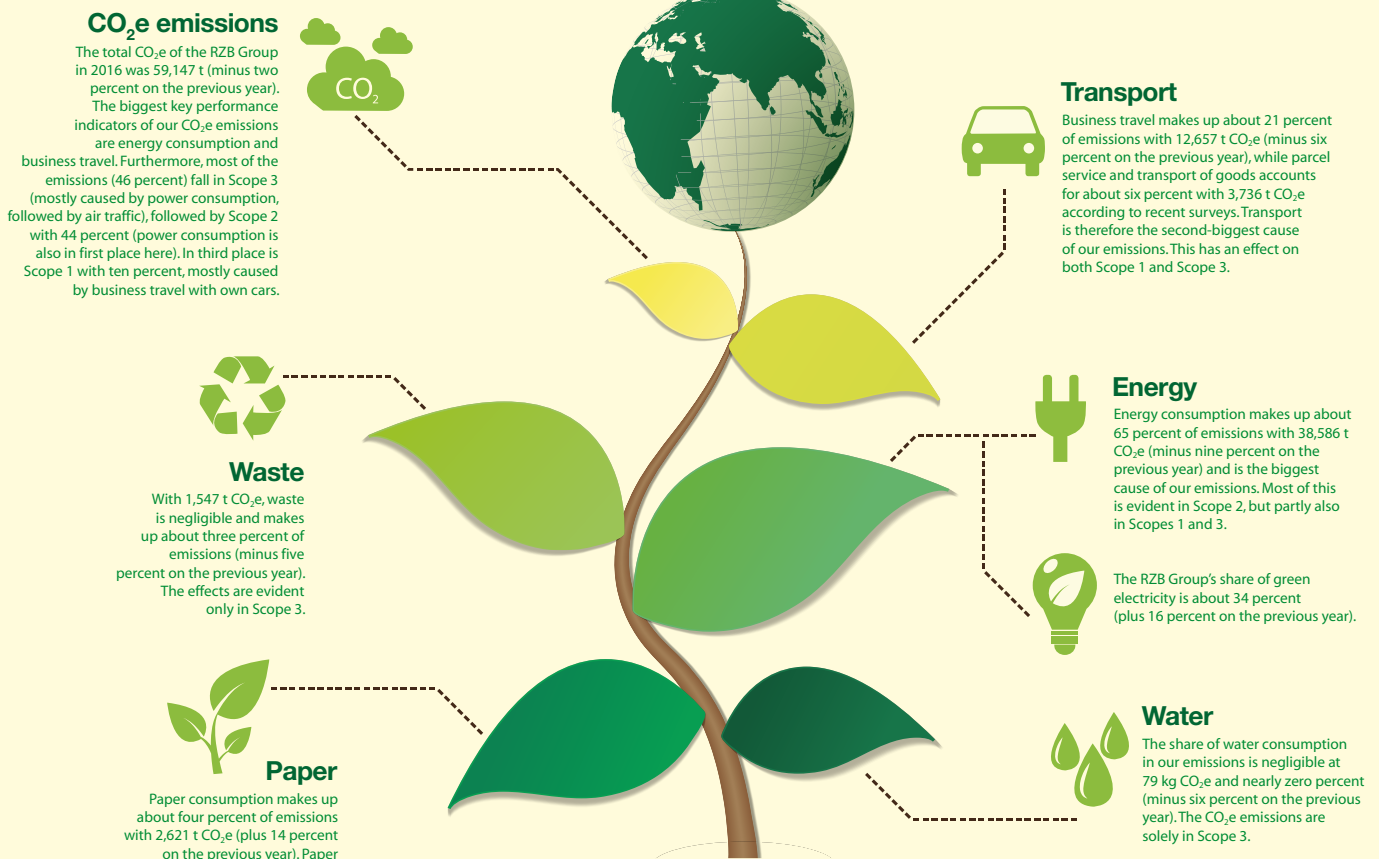 CO₂e emissions
The total CO₂e of the RZB Group
in 2016 was 59,147 t (minus two
percent on the previous year).
The biggest key performance
indicators of our CO₂e emissions
are energy consumption and
business travel. Furthermore, most of the
emissions (46 percent) fall in Scope 3
(mostly caused by power consumption,
followed by air traffic), followed by Scope 2
with 44 percent (power consumption is
also in first place here). In third place is
Scope 1 with ten percent, mostly caused
by business travel with own cars.
CO₂
Transport
Business travel makes up about 21 percent
of emissions with 12,657 t CO₂e (minus six
percent on the previous year), while parcel
service and transport of goods accounts
for about six percent with 3,736 t CO₂e
according to recent surveys. Transport
is therefore the second-biggest cause
of our emissions. This has an effect on
both Scope 1 and Scope 3.
Waste
With 1,547 t CO₂e, waste
is negligible and makes
up about three percent of
emissions (minus five
percent on the previous year).
The effects are evident
only in Scope 3.
Energy
Energy consumption makes up about
65 percent of emissions with 38,586 t
CO₂e (minus nine percent on the
previous year) and is the biggest
cause of our emissions. Most of this
is evident in Scope 2, but partly also
in Scopes 1 and 3.
The RZB Group's share of green
electricity is about 34 percent
(plus 16 percent on the previous year).
Paper
Paper consumption makes up
about four percent of emissions
with 2,621 t CO₂e (plus 14 percent
on the previous year). Paper
Water
The share of water consumption
in our emissions is negligible at
79 kg CO₂e and nearly zero percent
(minus six percent on the previous
year). The CO₂e emissions are
solely in Scope 3.